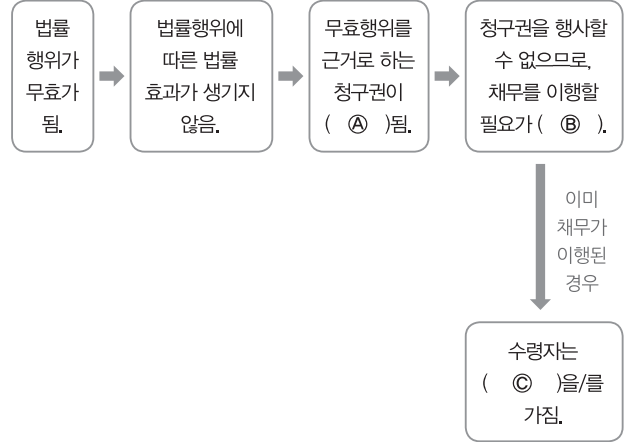 법률
행위가
무효가
됨.
법률행위에
따른 법률
효과가 생기지
않음.
무효행위를
근거로 하는
청구권이
( Ⓐ )됨.
청구권을 행사할
수 없으므로,
채무를 이행할
필요가 ( Ⓑ ).
이미
채무가
이행된
경우
수령자는
( Ⓒ )을/를
가짐.